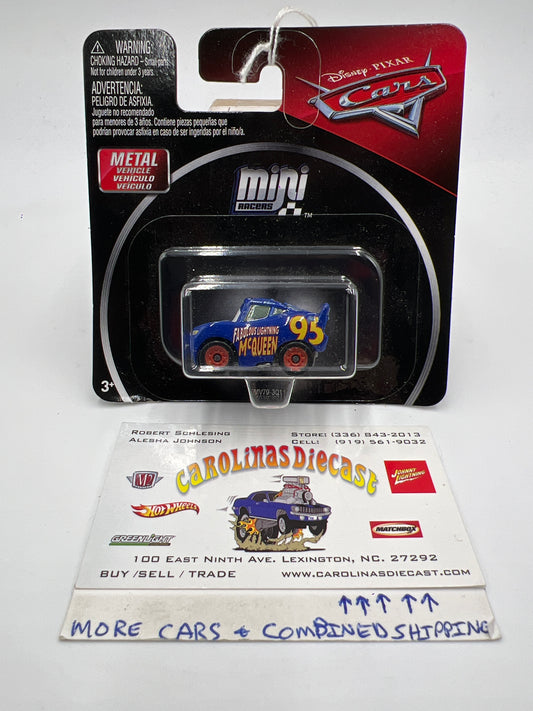 WARNING:
CHOKING HAZARD – Small parts.
Not for children under 3 years.
ADVERTENCIA:
PELIGRO DE ASFIXIA.
Juguete no recomendado
para menores de 3 años. Contiene piezas pequeñas que
podrían provocar asfixia en caso de ser ingeridas por el niño/a.
Disney • PIXAR
Cars
METAL
VEHICLE
VEHÍCULO
VEÍCULO
mini
RACERS
TM
FABULOUS LIGHTNING
McQUEEN
95
3+
Robert Schlesing
Alesha Johnson
Store: (336) 843-2013
Cell: (919) 561-9032
CAROLINAS DIECAST
JOHNNY LIGHTNING
Hot Wheels
GREENLIGHT
MATCHBOX
100 East Ninth Ave. Lexington, NC. 27292
BUY /SELL / TRADE
www.carolinasdiecast.com
↑↑↑ ↑↑
MORE CARS & COMBINED SHIPPING